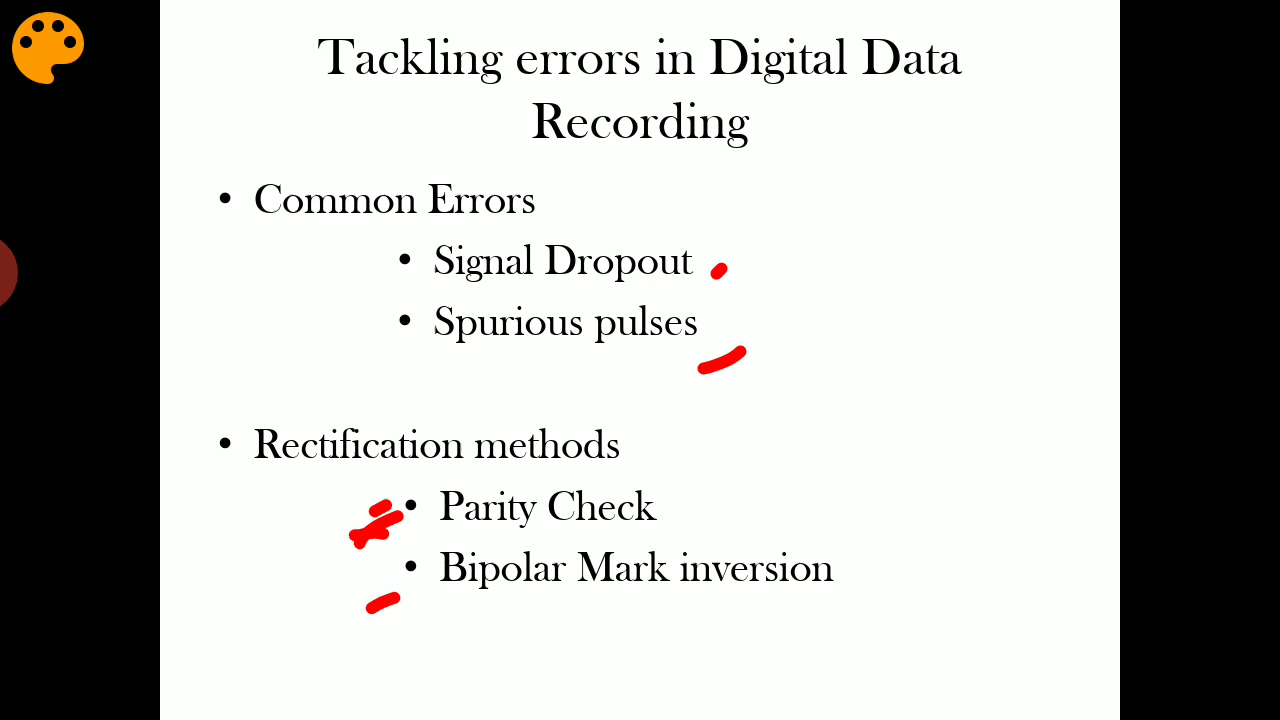 Tackling errors in Digital Data
Recording
• Common Errors
• Signal Dropout
• Spurious pulses
• Rectification methods
• Parity Check
• Bipolar Mark inversion